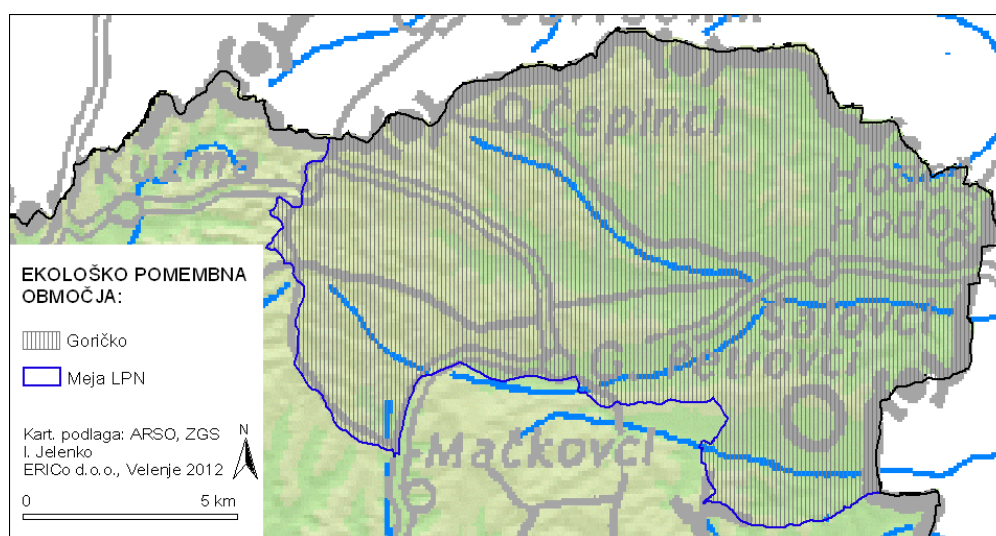 Kuzma
Čepinci
Hodoš
Hodoš
Šalovci
G. Petrovci
Mačkovci
EKOLOŠKO POMEMBNA
OBMOČJA:
Goričko
Meja LPN
Kart. podlaga: ARSO, ZGS
I. Jelenko
ERICo d.o.o., Velenje 2012
N
0 5 km